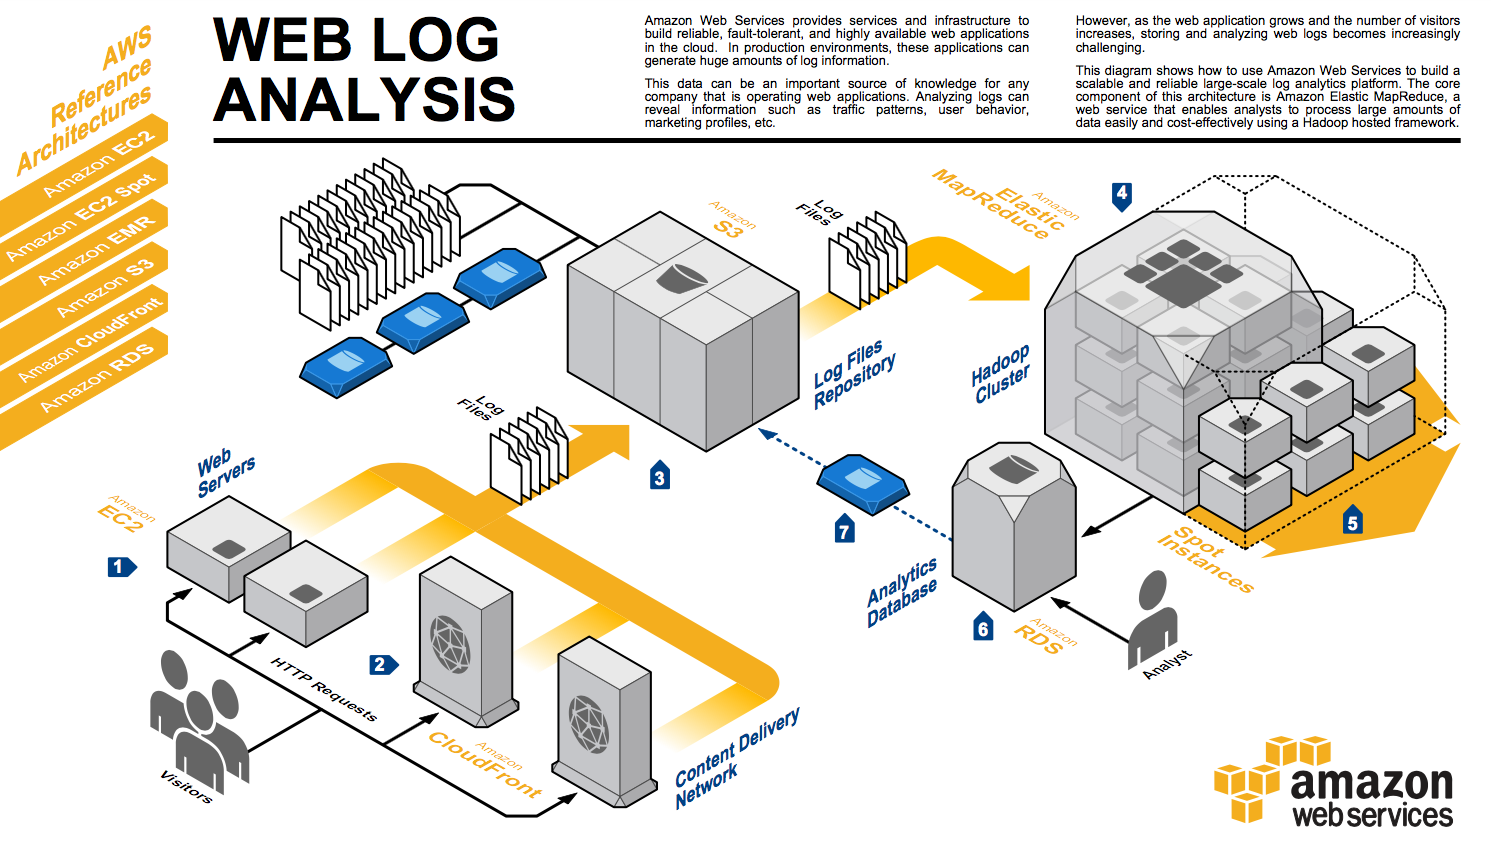 AWS
Reference
Architectures
Amazon EC2
Amazon EC2 Spot
Amazon EMR
Amazon S3
Amazon CloudFront
Amazon RDS
WEB LOG
ANALYSIS
Amazon Web Services provides services and infrastructure to
build reliable, fault-tolerant, and highly available web applications
in the cloud. In production environments, these applications can
generate huge amounts of log information.
This data can be an important source of knowledge for any
company that is operating web applications. Analyzing logs can
reveal information such as traffic patterns, user behavior,
marketing profiles, etc.
However, as the web application grows and the number of visitors
increases, storing and analyzing web logs becomes increasingly
challenging.
This diagram shows how to use Amazon Web Services to build a
scalable and reliable large-scale log analytics platform. The core
component of this architecture is Amazon Elastic MapReduce, a
web service that enables analysts to process large amounts of
data easily and cost-effectively using a Hadoop hosted framework.
Amazon
S3
Log
Files
Amazon
Elastic
MapReduce
4
Log Files
Repository
Hadoop
Cluster
Log
Files
3
Web
Servers
Amazon
EC2
1
7
5
Spot
Instances
Analytics
Database
6
Amazon
RDS
Analyst
2
HTTP Requests
Visitors
Amazon
CloudFront
Content Delivery
Network
amazon
web services